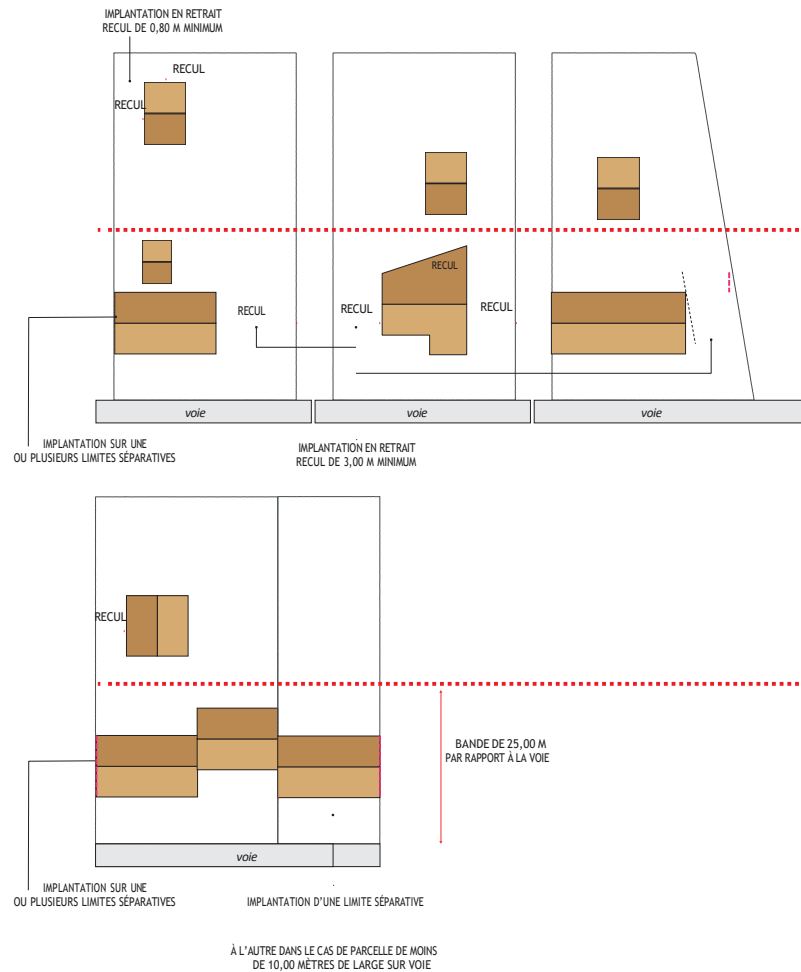 IMPLANTATION EN RETRAIT
RECUL DE 0,80 M MINIMUM
RECUL
RECUL
RECUL
RECUL
RECUL
RECUL
voie
voie
voie
IMPLANTATION SUR UNE
OU PLUSIEURS LIMITES SÉPARATIVES
IMPLANTATION EN RETRAIT
RECUL DE 3,00 M MINIMUM
RECUL
BANDE DE 25,00 M
PAR RAPPORT À LA VOIE
voie
IMPLANTATION SUR UNE
OU PLUSIEURS LIMITES SÉPARATIVES
IMPLANTATION D'UNE LIMITE SÉPARATIVE
À L'AUTRE DANS LE CAS DE PARCELLE DE MOINS
DE 10,00 MÈTRES DE LARGE SUR VOIE